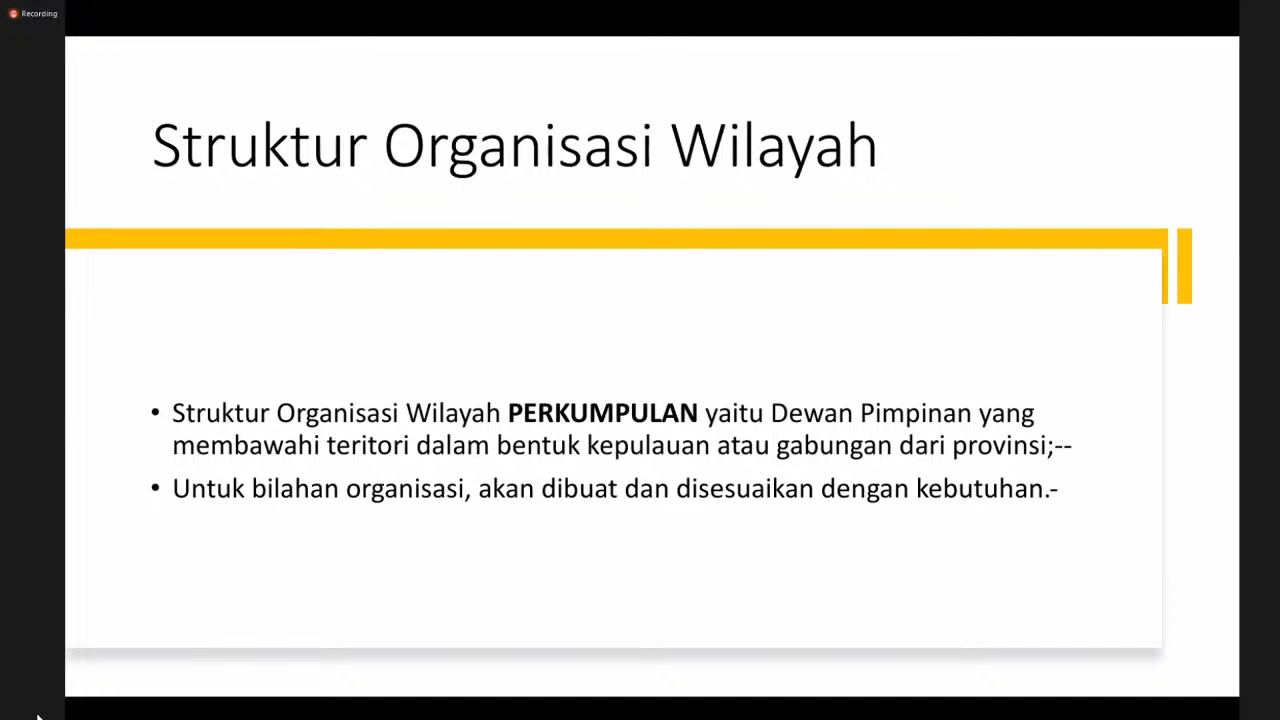 Recording
Struktur Organisasi Wilayah
• Struktur Organisasi Wilayah PERKUMPULAN yaitu Dewan Pimpinan yang
membawahi teritori dalam bentuk kepulauan atau gabungan dari provinsi;--
• Untuk bilahan organisasi, akan dibuat dan disesuaikan dengan kebutuhan.-